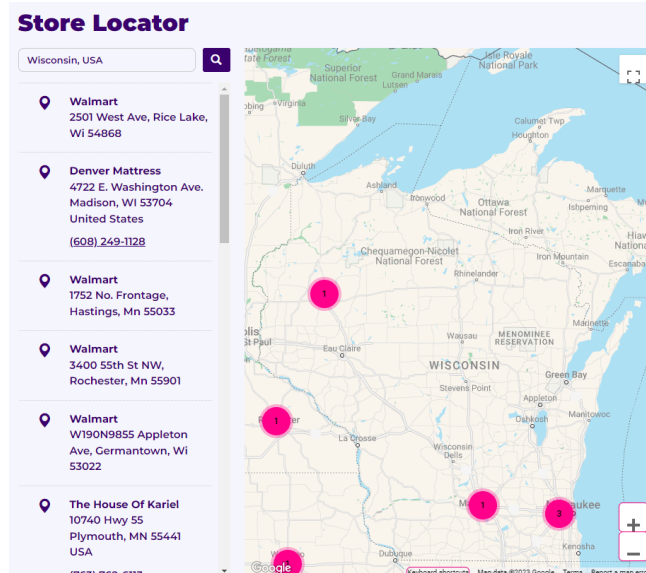 Store Locator
Wisconsin, USA
Walmart
2501 West Ave, Rice Lake,
Wi 54868
Denver Mattress
4722 E. Washington Ave.
Madison, WI 53704
United States
(608) 249-1128
Walmart
1752 No. Frontage,
Hastings, Mn 55033
Walmart
3400 55th St NW,
Rochester, Mn 55901
Walmart
W190N9855 Appleton
Ave, Germantown, Wi
53022
The House Of Kariel
10740 Hwy 55
Plymouth, MN 55441
USA
Isle Royale
National Park
Superior
National Forest
Grand Marais
Lutsen
Virginia
Silver Bay
Calumet Twp
Houghton
Duluth
Ashland
Ironwood
Ottawa
National Forest
Marquette
Ishpeming
Iron River
Iron Mountain
Escanaba
Chequamegon-Nicolet
National Forest
Rhinelander
1
St Paul
Eau Claire
Wausau
MENOMINEE
RESERVATION
Marinette
WISCONSIN
Green Bay
Stevens Point
Appleton
Oshkosh
Manitowoc
1
La Crosse
Wisconsin
Dells
1
3
Kenosha
Dubuque
Google
Keyboard shortcuts
Map data ©2023 Google
Terms
Report a map error